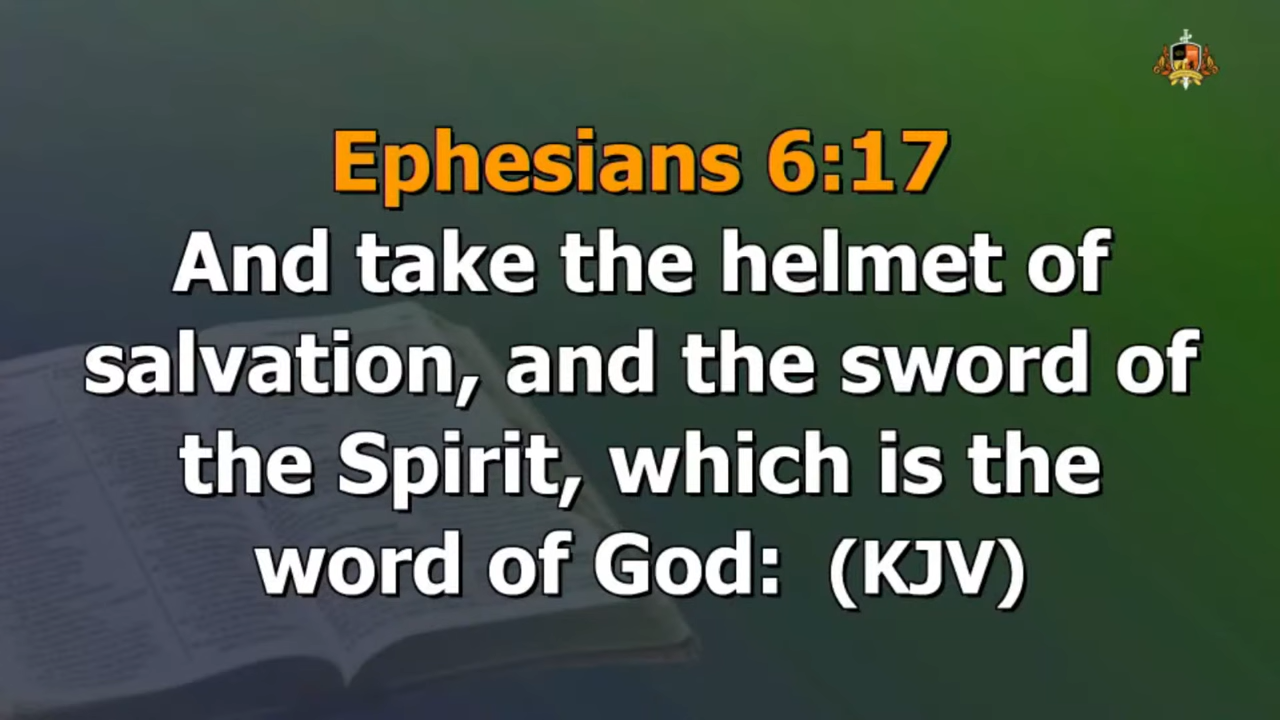 Ephesians 6:17
And take the helmet of
salvation, and the sword of
the Spirit, which is the
word of God:  (KJV)